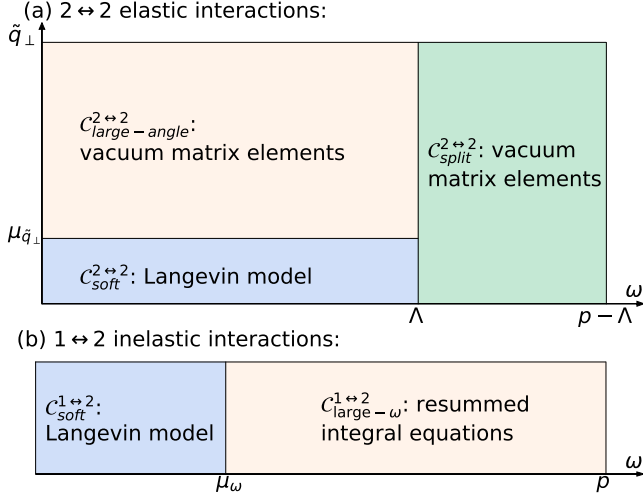 (a) 2 ↔ 2 elastic interactions:
q̃⊥
𝒞^{2↔2}_{large−angle}:
vacuum matrix elements
𝒞^{2↔2}_{split}: vacuum
matrix elements
μ_{q̃⊥}
𝒞^{2↔2}_{soft}: Langevin model
ω
Λ
p − Λ
(b) 1 ↔ 2 inelastic interactions:
𝒞^{1↔2}_{soft}:
Langevin model
𝒞^{1↔2}_{large−ω}: resummed
integral equations
ω
μ_ω
p